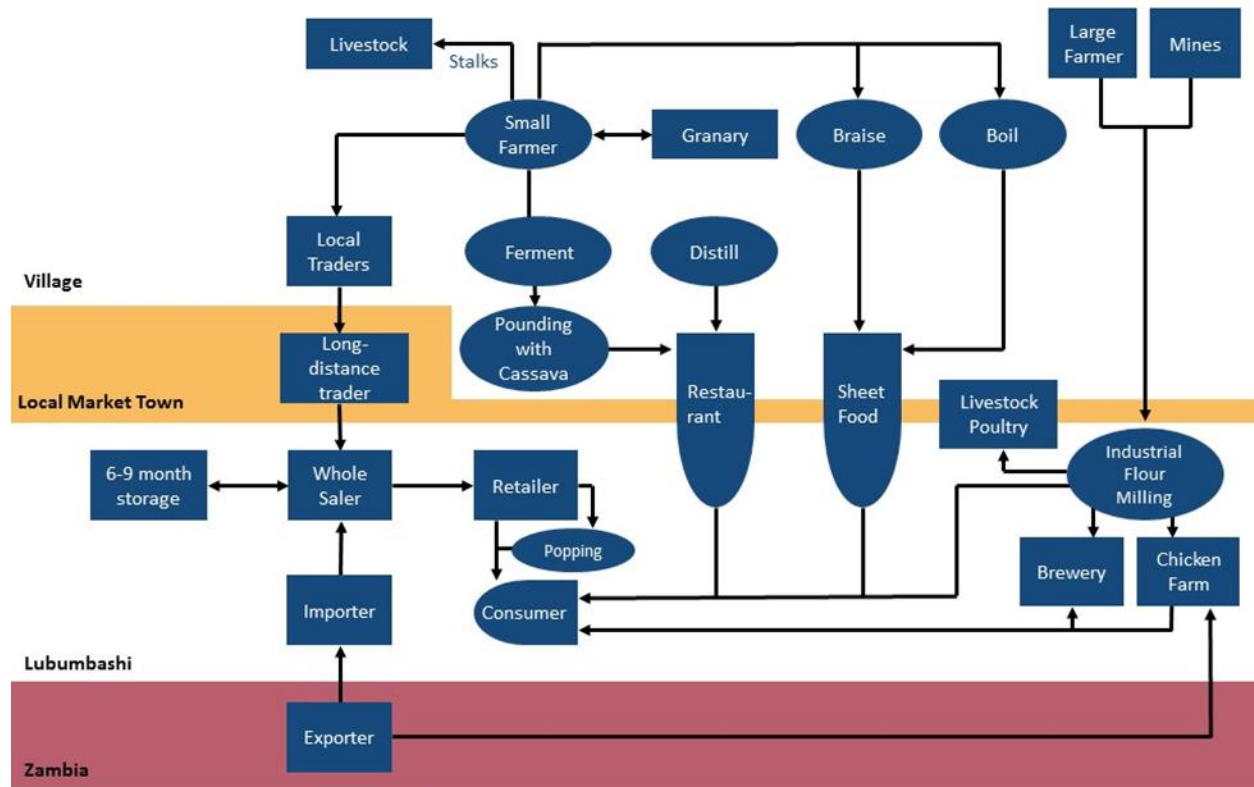 Livestock
Stalks
Large
Farmer
Mines
Small
Farmer
Granary
Braise
Boil
Local
Traders
Ferment
Distill
Village
Long-
distance
trader
Pounding
with
Cassava
Restau-
rant
Sheet
Food
Livestock
Poultry
Local Market Town
6-9 month
storage
Whole
Saler
Retailer
Industrial
Flour
Milling
Popping
Brewery
Chicken
Farm
Importer
Consumer
Lubumbashi
Exporter
Zambia